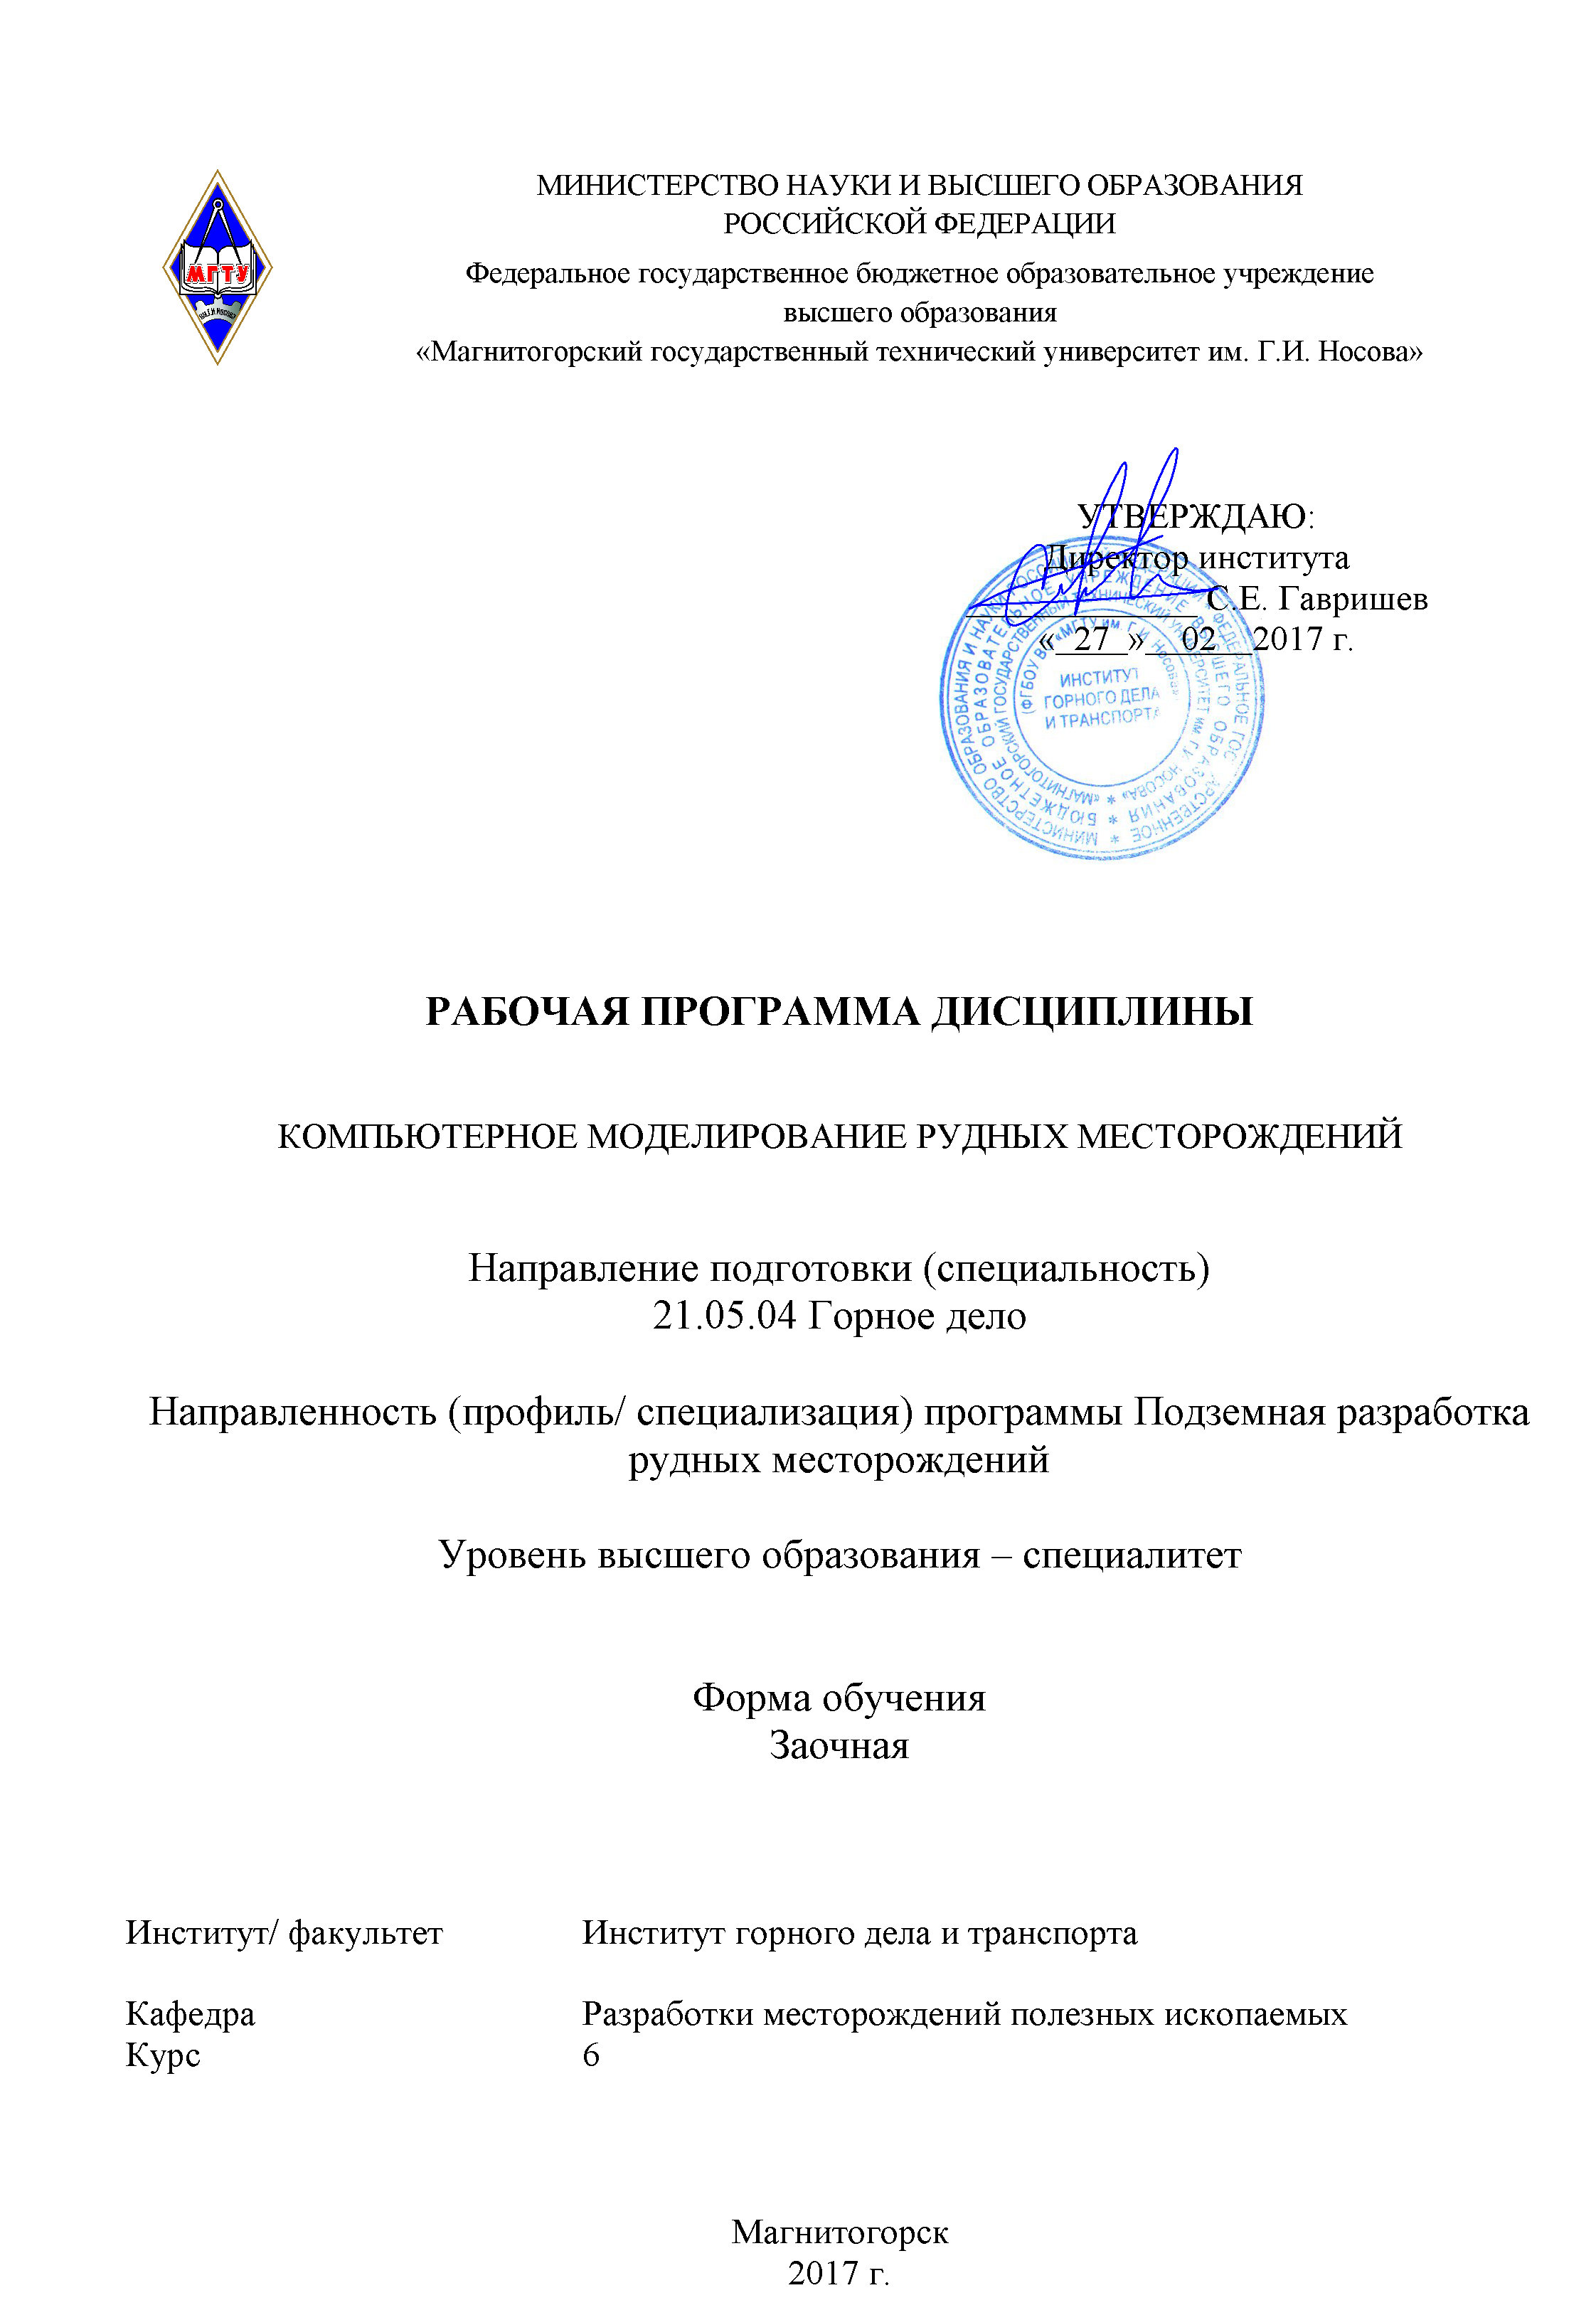 МИНИСТЕРСТВО НАУКИ И ВЫСШЕГО ОБРАЗОВАНИЯ
РОССИЙСКОЙ ФЕДЕРАЦИИ
Федеральное государственное бюджетное образовательное учреждение
высшего образования
«Магнитогорский государственный технический университет им. Г.И. Носова»
МГТУ
УТВЕРЖДАЮ:
Директор института
С.Е. Гавришев
« 27 » 02 2017 г.
ИНСТИТУТ
ГОРНОГО ДЕЛА
И ТРАНСПОРТА
РАБОЧАЯ ПРОГРАММА ДИСЦИПЛИНЫ
КОМПЬЮТЕРНОЕ МОДЕЛИРОВАНИЕ РУДНЫХ МЕСТОРОЖДЕНИЙ
Направление подготовки (специальность)
21.05.04 Горное дело
Направленность (профиль/ специализация) программы Подземная разработка
рудных месторождений
Уровень высшего образования – специалитет
Форма обучения
Заочная
Институт/ факультет Институт горного дела и транспорта
Кафедра Разработки месторождений полезных ископаемых
Курс 6
Магнитогорск
2017 г.